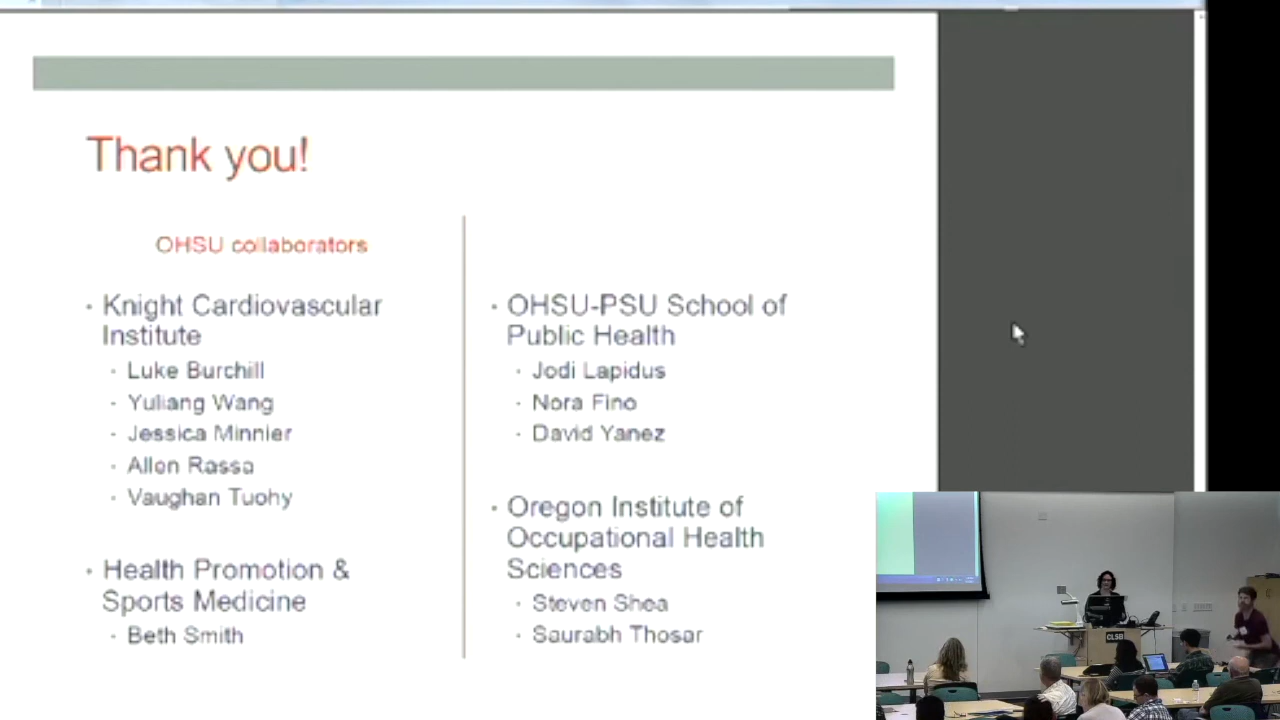 Thank you!
OHSU collaborators
• Knight Cardiovascular
Institute
• Luke Burchill
• Yuliang Wang
• Jessica Minnier
• Allen Rassa
• Vaughan Tuohy
• Health Promotion &
Sports Medicine
• Beth Smith
• OHSU-PSU School of
Public Health
• Jodi Lapidus
• Nora Fino
• David Yanez
• Oregon Institute of
Occupational Health
Sciences
• Steven Shea
• Saurabh Thosar
CLSB